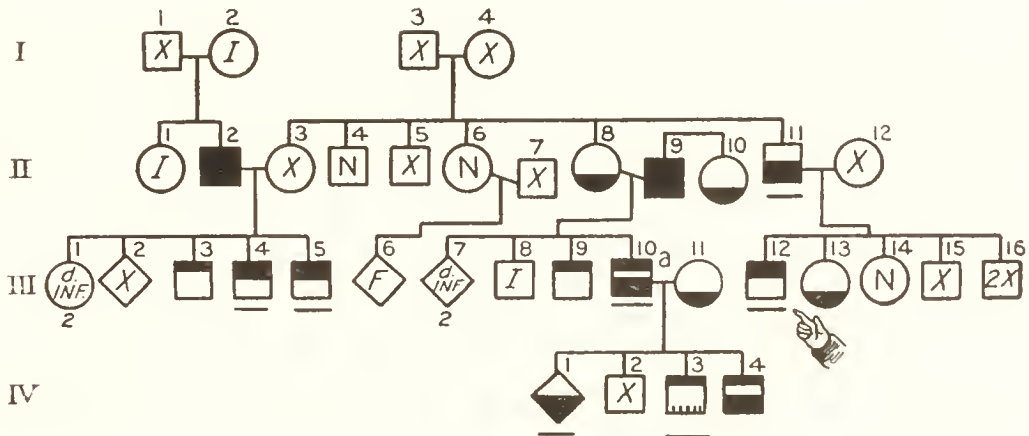 1 2 3 4
I X I X X
1 2 3 4 5 6 7 8 9 10 11 12
II I X N X N X X
1 2 3 4 5 6 7 8 9 10 a 11 12 13 14 15 16
III d. INF. X F d. INF. I N X 2X
2 2
1 2 3 4
IV X